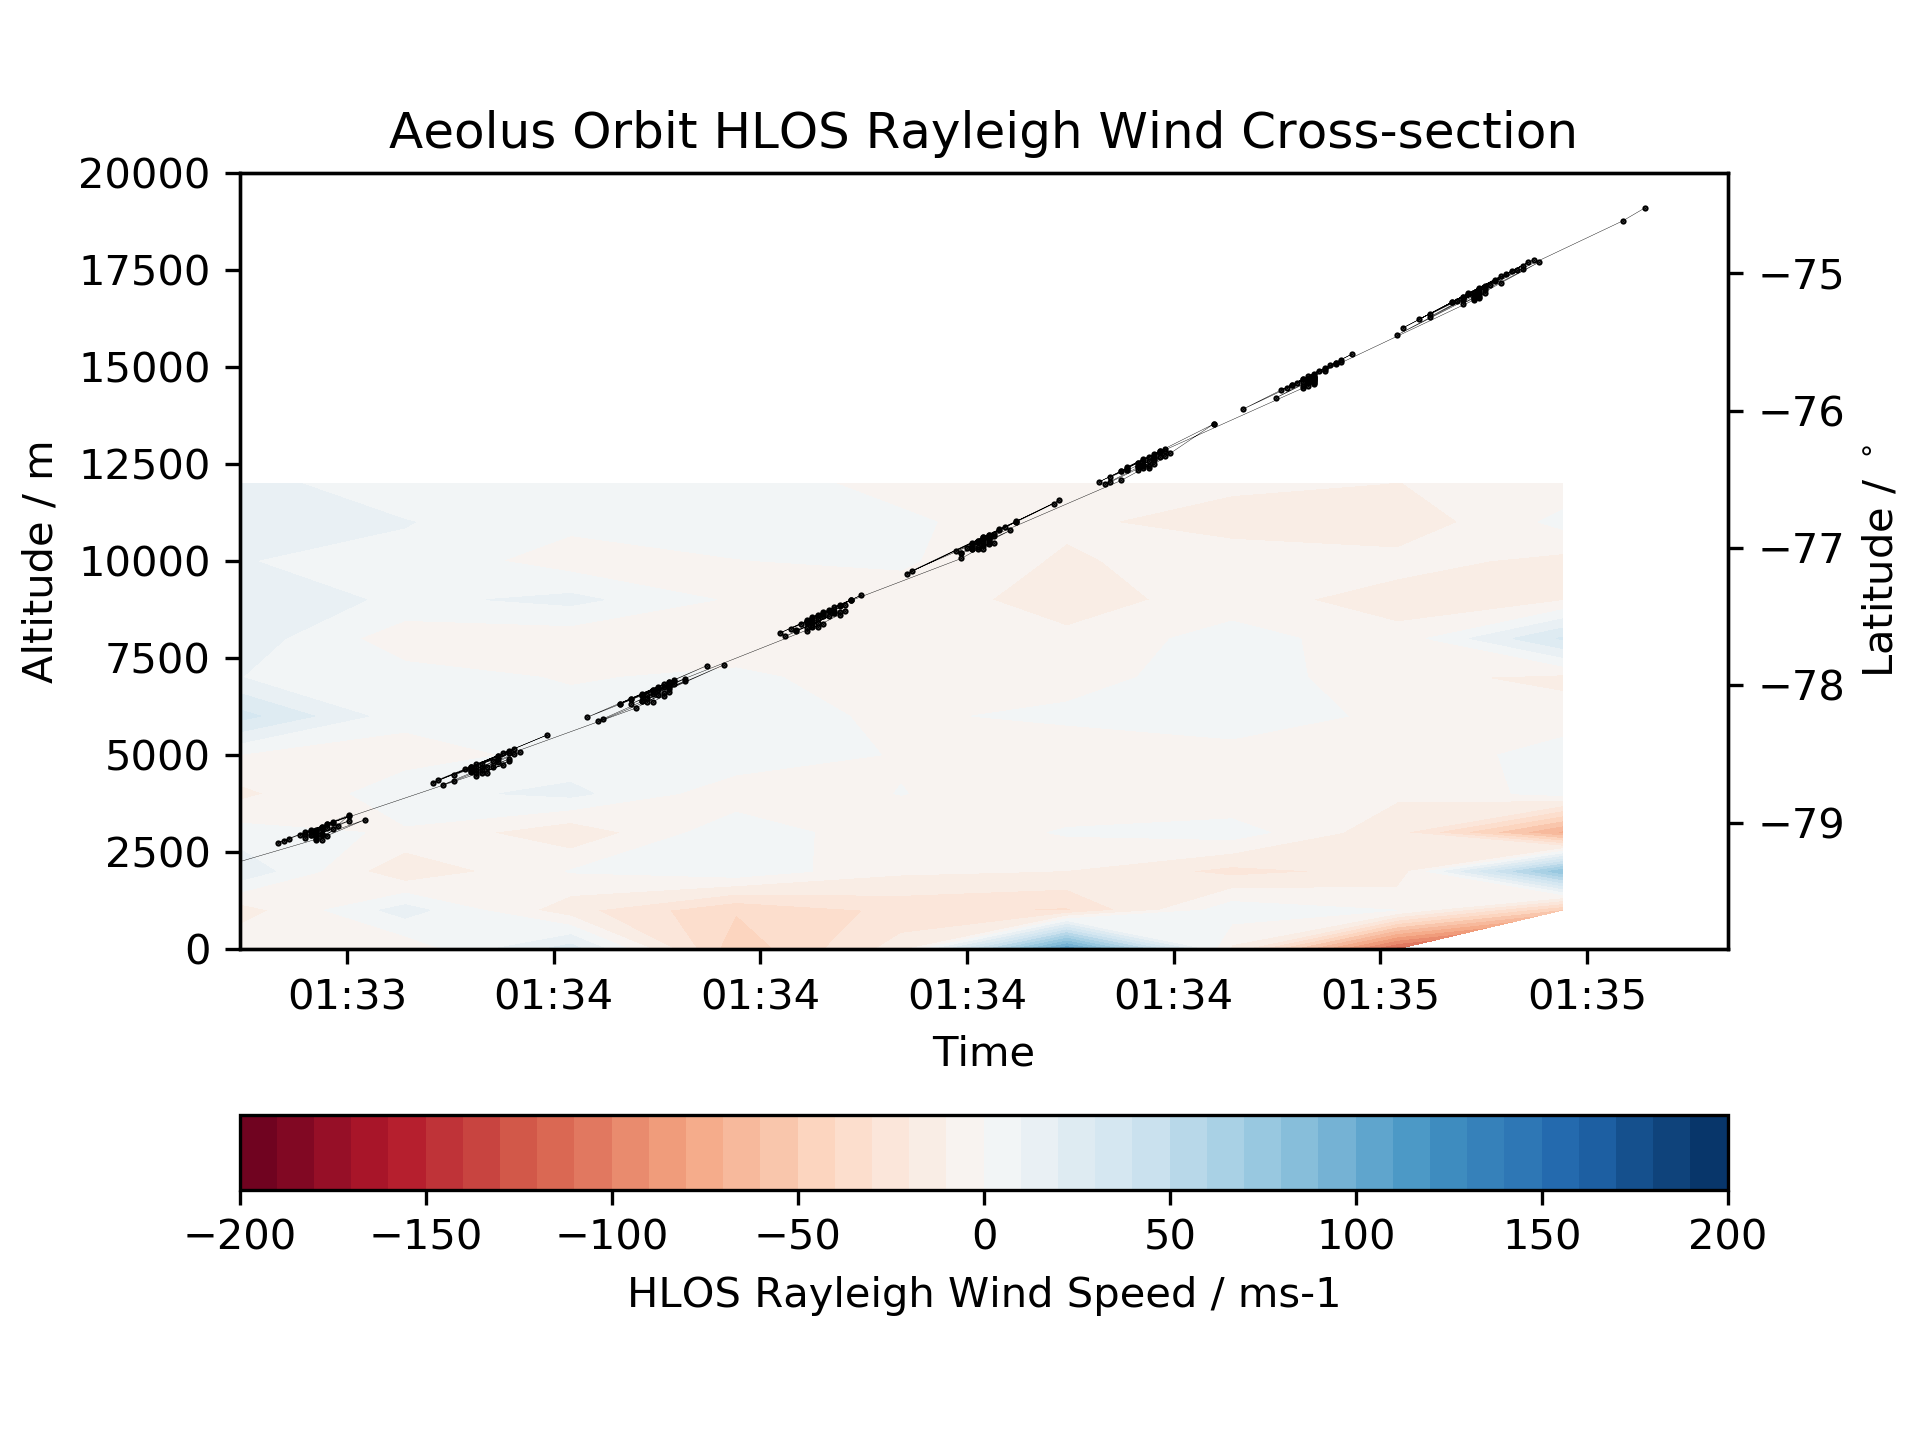 Aeolus Orbit HLOS Rayleigh Wind Cross-section
20000
17500
15000
12500
10000
7500
5000
2500
0
Altitude / m
−75
−76
−77
−78
−79
Latitude / °
01:33 01:34 01:34 01:34 01:34 01:35 01:35
Time
−200 −150 −100 −50 0 50 100 150 200
HLOS Rayleigh Wind Speed / ms-1